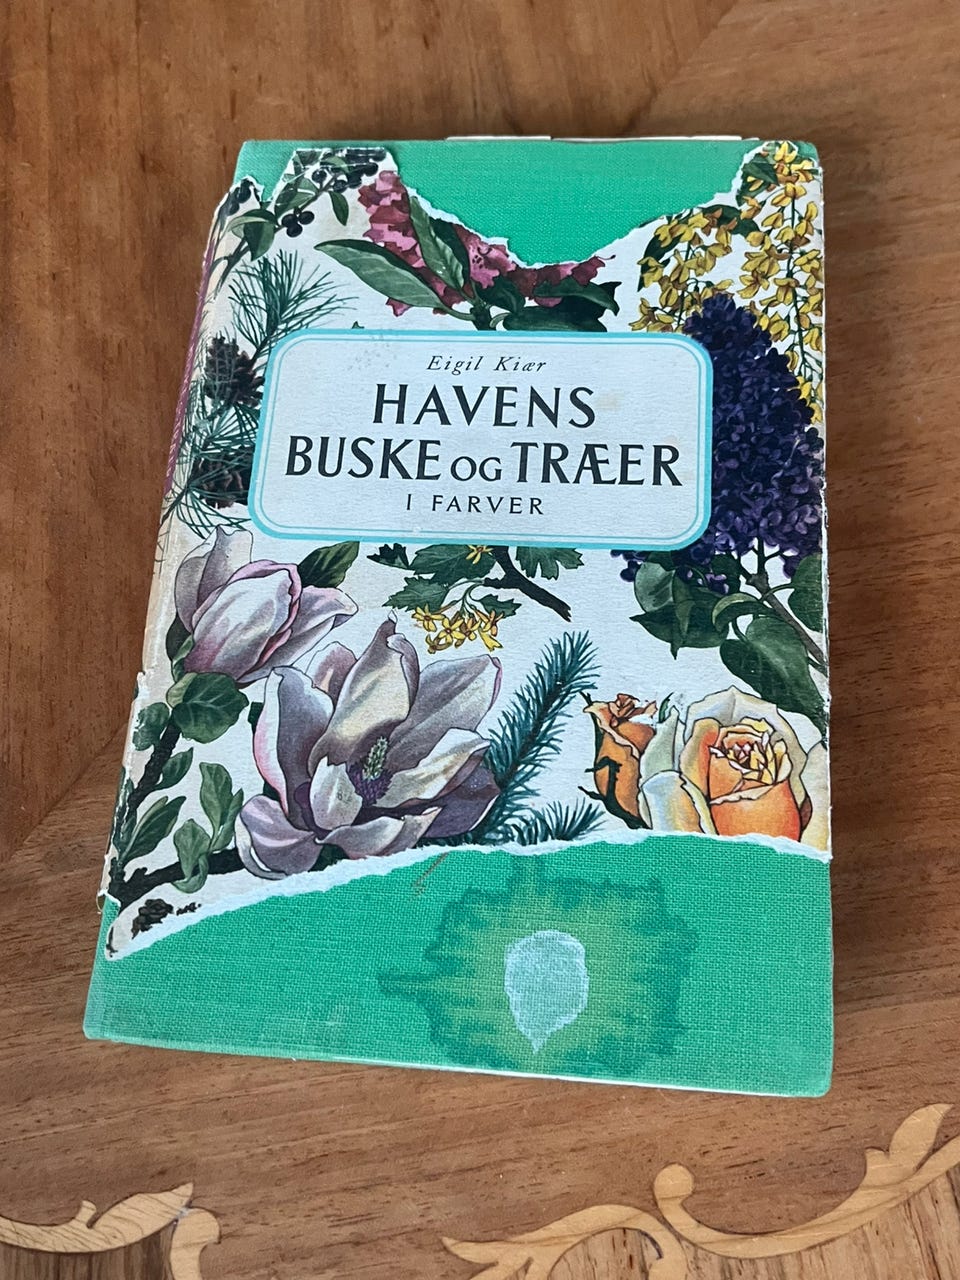 Eigil Kiær
HAVENS
BUSKE OG TRÆER
I FARVER